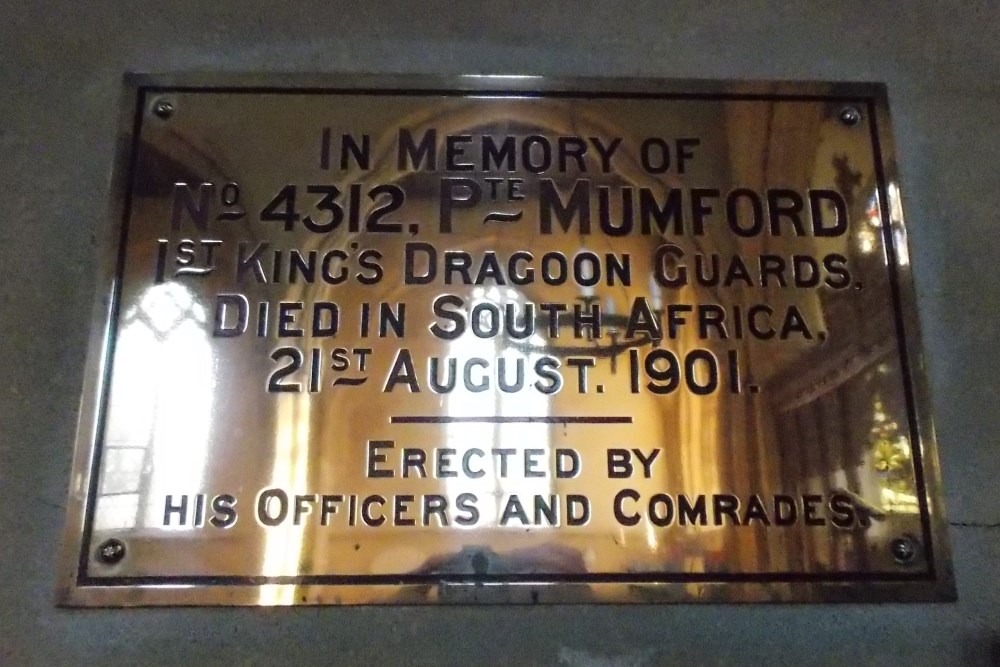 In Memory of
No 4312, Pte Mumford
1st King's Dragoon Guards,
Died in South Africa,
21st August. 1901.
Erected by
his Officers and Comrades.